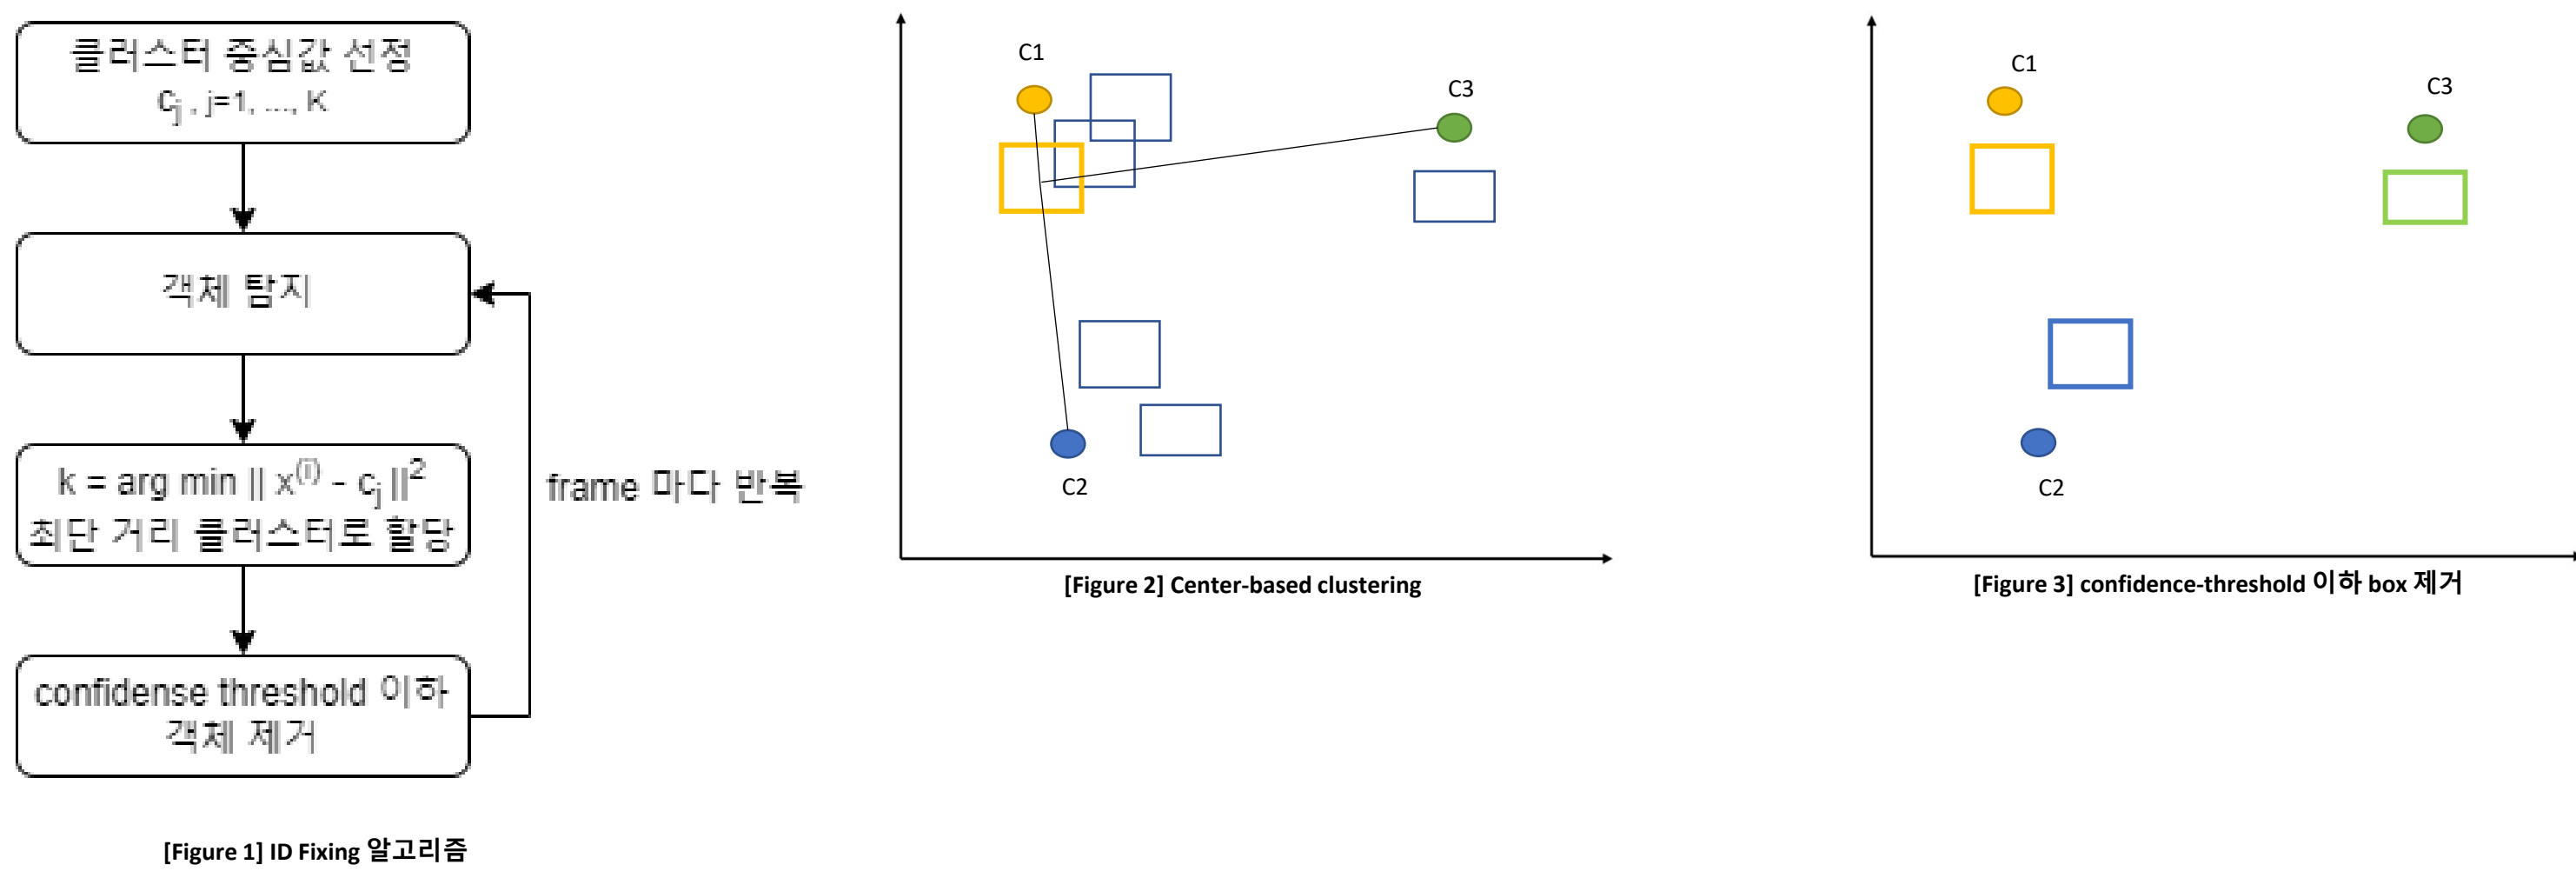 클러스터 중심값 선정
cj , j=1, ...., K
객체 탐지
k = arg min || x(i) - cj ||2
최단 거리 클러스터로 할당
confidense threshold 이하
객체 제거
frame 마다 반복
[Figure 1] ID Fixing 알고리즘
C1
C3
C2
[Figure 2] Center-based clustering
C1
C3
C2
[Figure 3] confidence-threshold 이하 box 제거